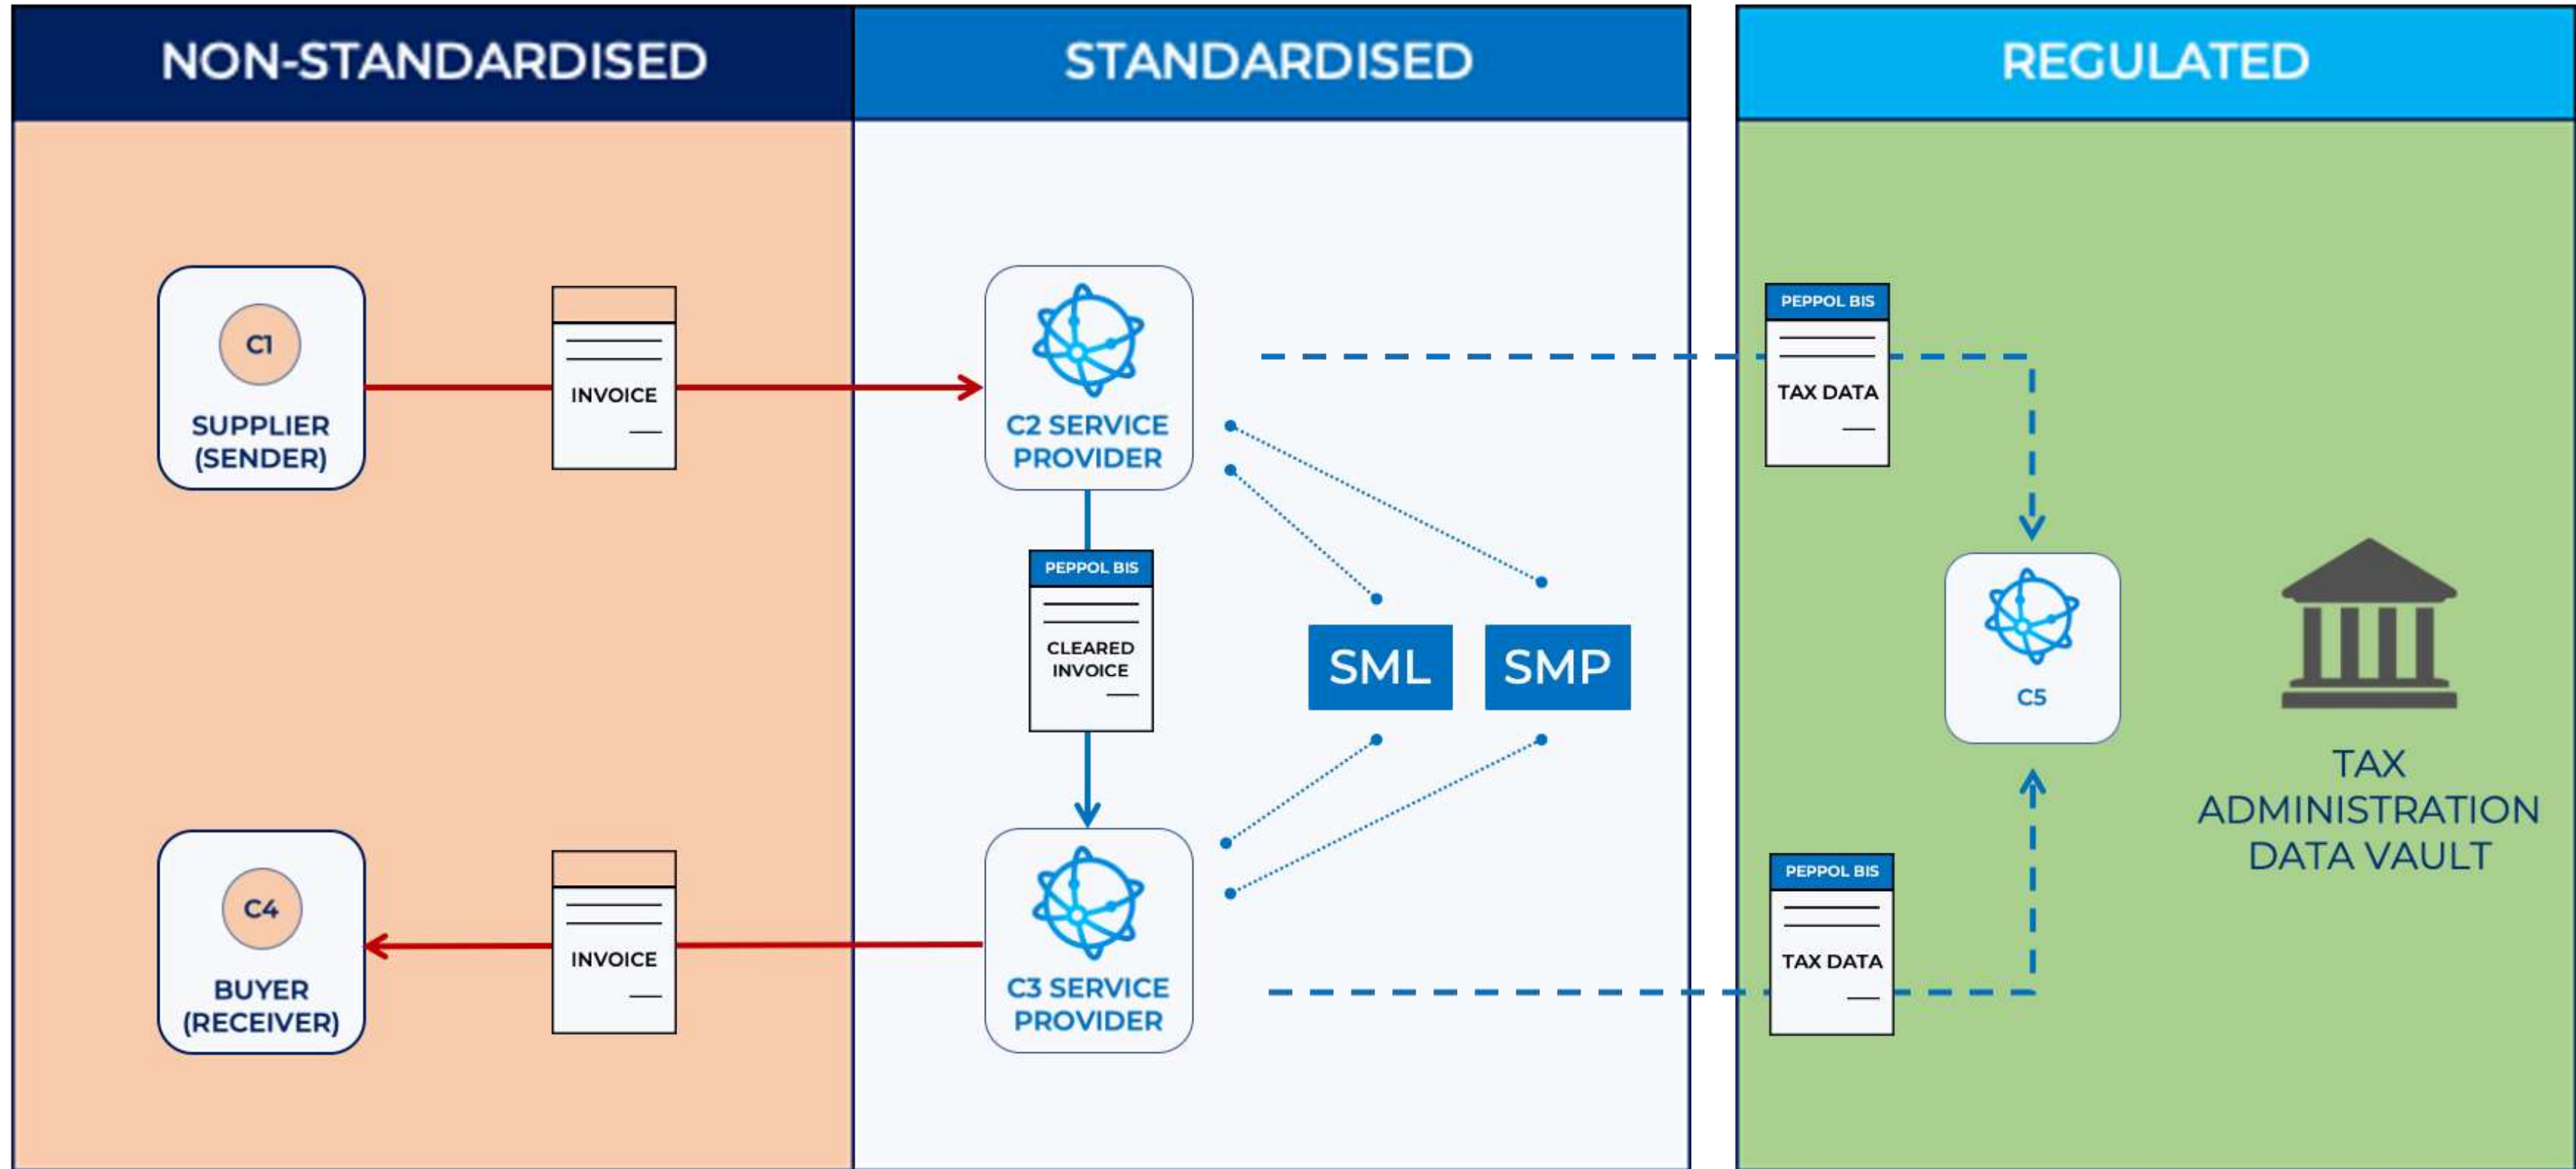 NON-STANDARDISED
STANDARDISED
REGULATED
C1
SUPPLIER
(SENDER)
INVOICE
C2 SERVICE
PROVIDER
PEPPOL BIS
TAX DATA
PEPPOL BIS
CLEARED
INVOICE
SML
SMP
C5
TAX
ADMINISTRATION
DATA VAULT
C4
BUYER
(RECEIVER)
INVOICE
C3 SERVICE
PROVIDER
PEPPOL BIS
TAX DATA